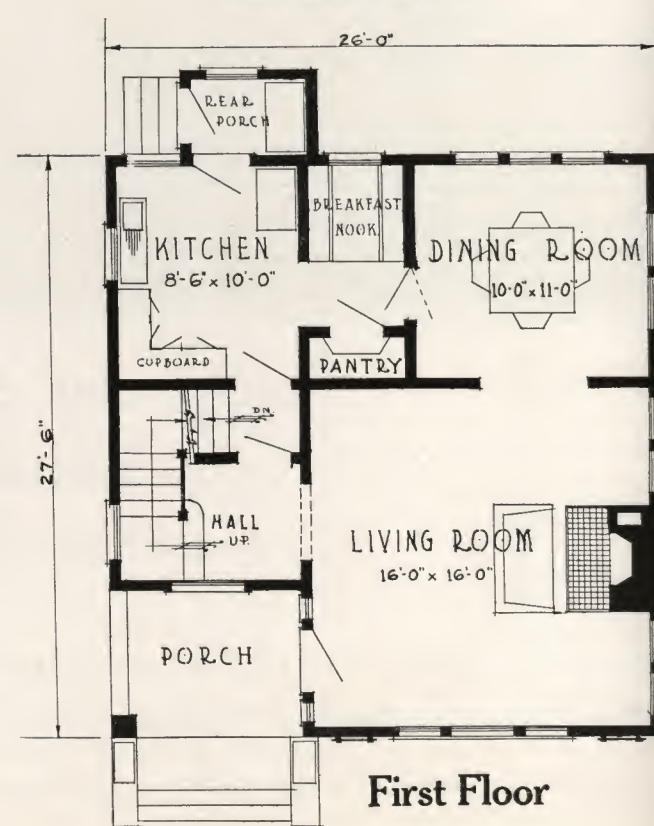 26'-0"
REAR
PORCH
BREAKFAST
NOOK
KITCHEN
8'-6" x 10'-0"
DINING ROOM
10'-0" x 11'-0"
CUPBOARD
PANTRY
DN.
27'-6"
HALL
UP.
LIVING ROOM
16'-0" x 16'-0"
PORCH
First Floor